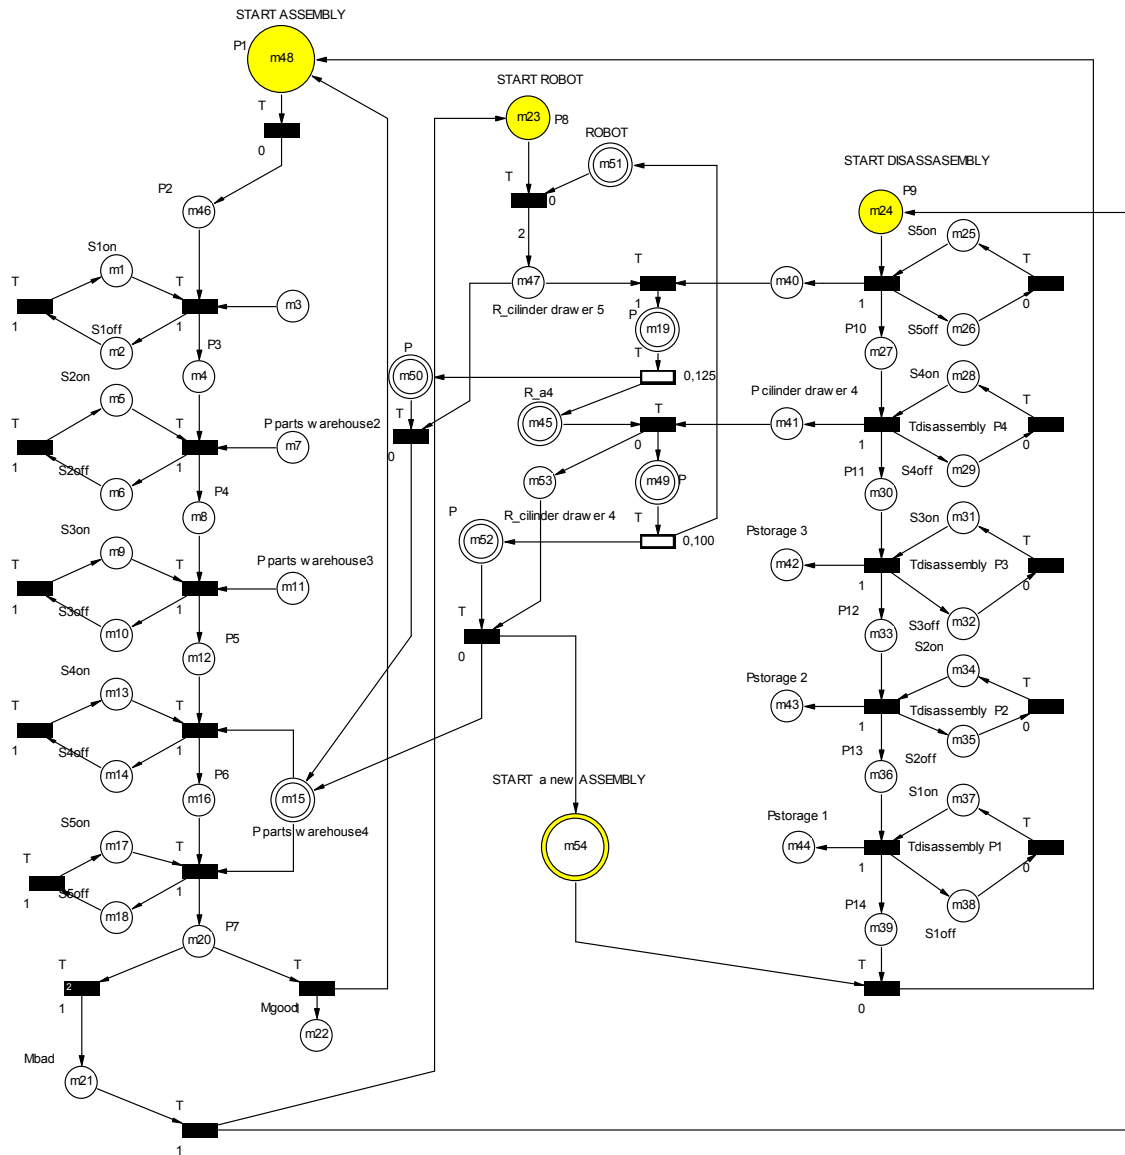 START ASSEMBLY
P1
m48
T
0
START ROBOT
m23
P8
ROBOT
m51
T
0
2
START DISSASEMBLY
P9
m24
P2
m46
S1on
T
m1
T
m3
1
S1off
1
m2
P3
m4
m47
R_cilinder drawer 5
T
1
m40
P
m19
T
0,125
S5on
m25
T
1
0
P10
S5off
m26
m27
P
m50
T
0
R_a4
m45
T
0
P cilinder drawer 4
m41
S4on
m28
T
Tdisassembly P4
1
0
P11
S4off
m29
m30
S2on
m5
T
T
P parts warehouse2
m7
1
S2off
1
m6
P4
m8
m53
m49
P
R_cilinder drawer 4
T
0,100
P
m52
T
0
Pstorage 3
m42
S3on
m31
T
Tdisassembly P3
1
0
P12
S3off
m32
m33
S3on
m9
T
T
P parts warehouse3
m11
1
S3off
1
m10
P5
m12
Pstorage 2
m43
S2on
m34
T
Tdisassembly P2
1
0
P13
S2off
m35
m36
S4on
m13
T
T
1
S4off
1
m14
P6
m16
m15
P parts warehouse4
START a new ASSEMBLY
m54
Pstorage 1
m44
S1on
m37
T
Tdisassembly P1
1
0
P14
S1off
m38
m39
T
0
S5on
m17
T
T
1
S5off
1
m18
P7
m20
T
2
1
T
1
Mgood
m22
Mbad
m21
T
1